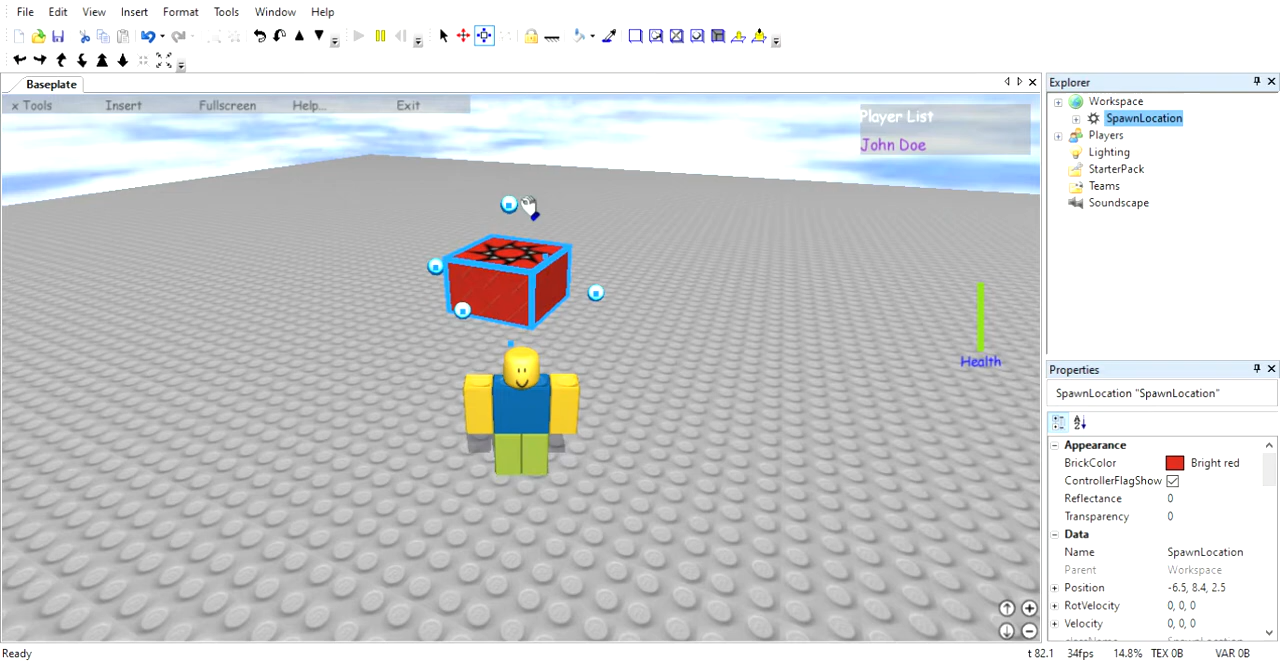 File Edit View Insert Format Tools Window Help
Baseplate
x Tools Insert Fullscreen Help... Exit
Player List
John Doe
Health
Explorer
Workspace
SpawnLocation
Players
Lighting
StarterPack
Teams
Soundscape
Properties
SpawnLocation "SpawnLocation"
Appearance
BrickColor Bright red
ControllerFlagShow
Reflectance 0
Transparency 0
Data
Name SpawnLocation
Parent Workspace
Position -6.5, 8.4, 2.5
RotVelocity 0, 0, 0
Velocity 0, 0, 0
Ready t 82.1 34fps 14.8% TEX 0B VAR 0B